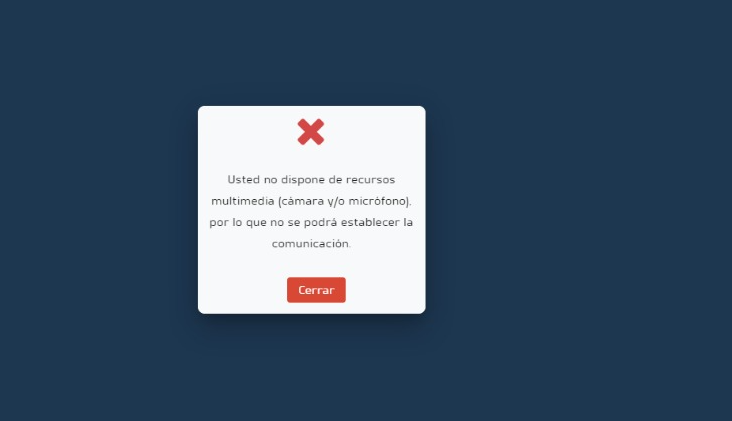 Usted no dispone de recursos
multimedia (cámara y/o micrófono),
por lo que no se podrá establecer la
comunicación.
Cerrar